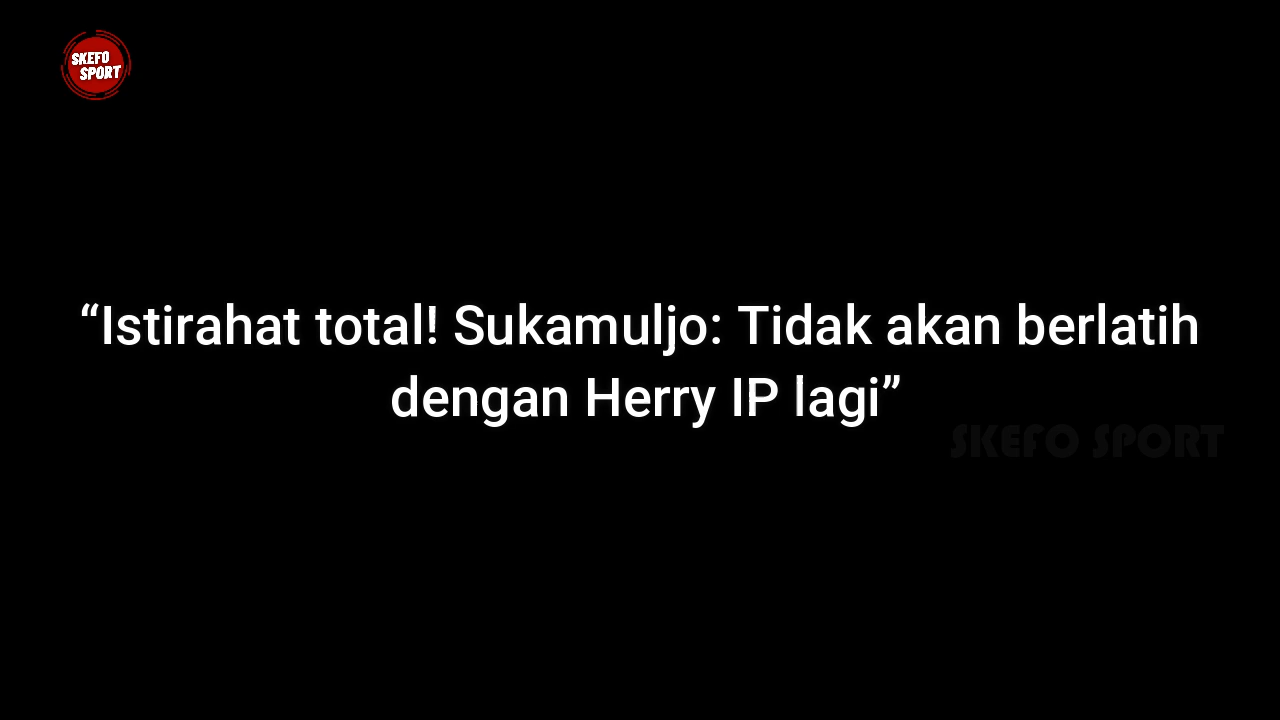 SKEFO
SPORT
“Istirahat total! Sukamuljo: Tidak akan berlatih
dengan Herry IP lagi”
SKEFO SPORT